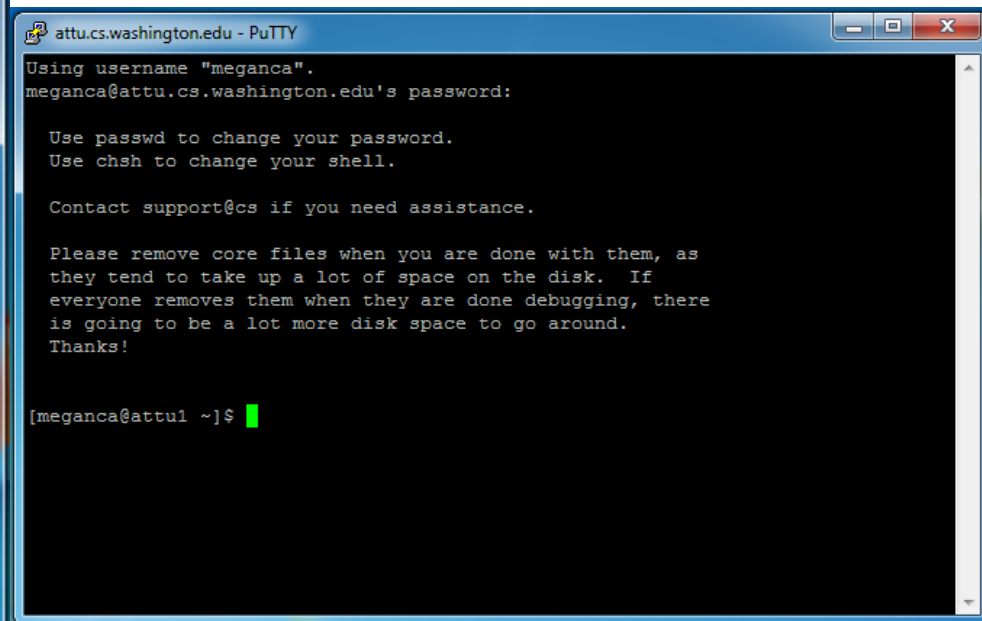 attu.cs.washington.edu - PuTTY
Using username "meganca".
meganca@attu.cs.washington.edu's password:
Use passwd to change your password.
Use chsh to change your shell.
Contact support@cs if you need assistance.
Please remove core files when you are done with them, as
they tend to take up a lot of space on the disk.  If
everyone removes them when they are done debugging, there
is going to be a lot more disk space to go around.
Thanks!
[meganca@attu1 ~]$